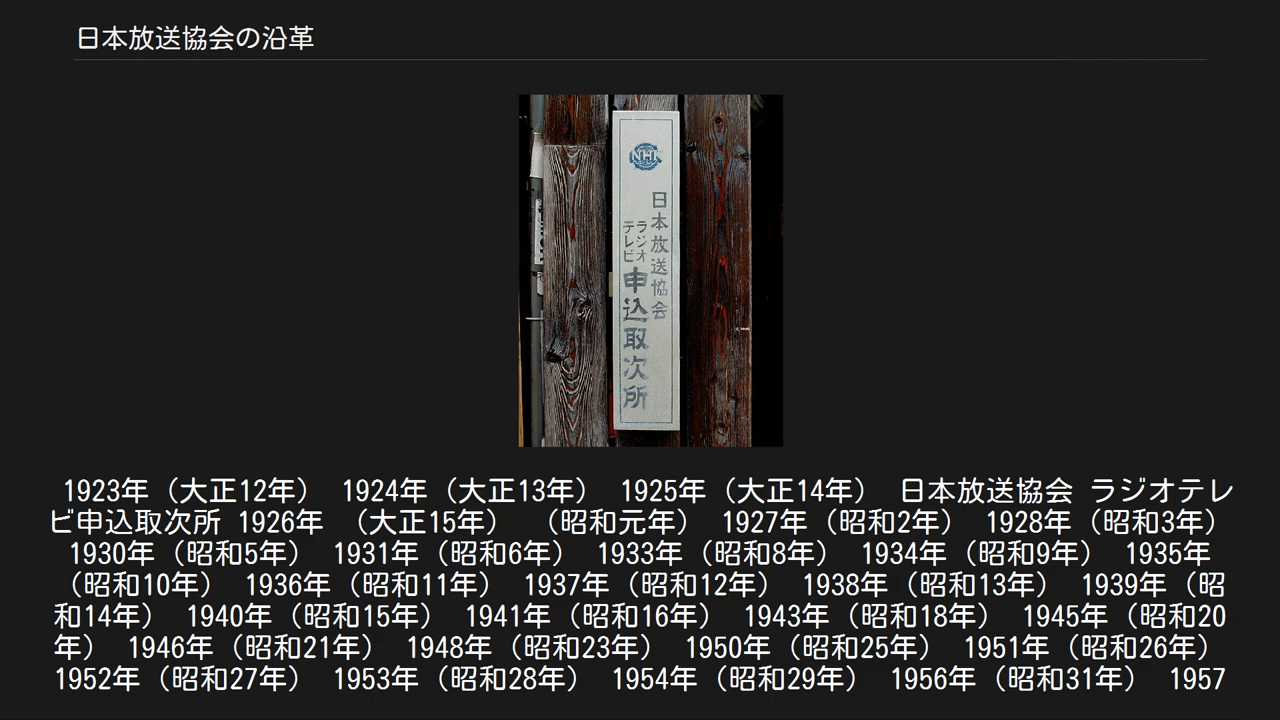 日本放送協会の沿革
NHK
日本放送協会
ラジオ
テレビ
申込取次所
1923年（大正12年） 1924年（大正13年） 1925年（大正14年） 日本放送協会 ラジオテレ
ビ申込取次所 1926年 （大正15年） （昭和元年） 1927年（昭和2年） 1928年（昭和3年）
1930年（昭和5年） 1931年（昭和6年） 1933年（昭和8年） 1934年（昭和9年） 1935年
（昭和10年） 1936年（昭和11年） 1937年（昭和12年） 1938年（昭和13年） 1939年（昭
和14年） 1940年（昭和15年） 1941年（昭和16年） 1943年（昭和18年） 1945年（昭和20
年） 1946年（昭和21年） 1948年（昭和23年） 1950年（昭和25年） 1951年（昭和26年）
1952年（昭和27年） 1953年（昭和28年） 1954年（昭和29年） 1956年（昭和31年） 1957